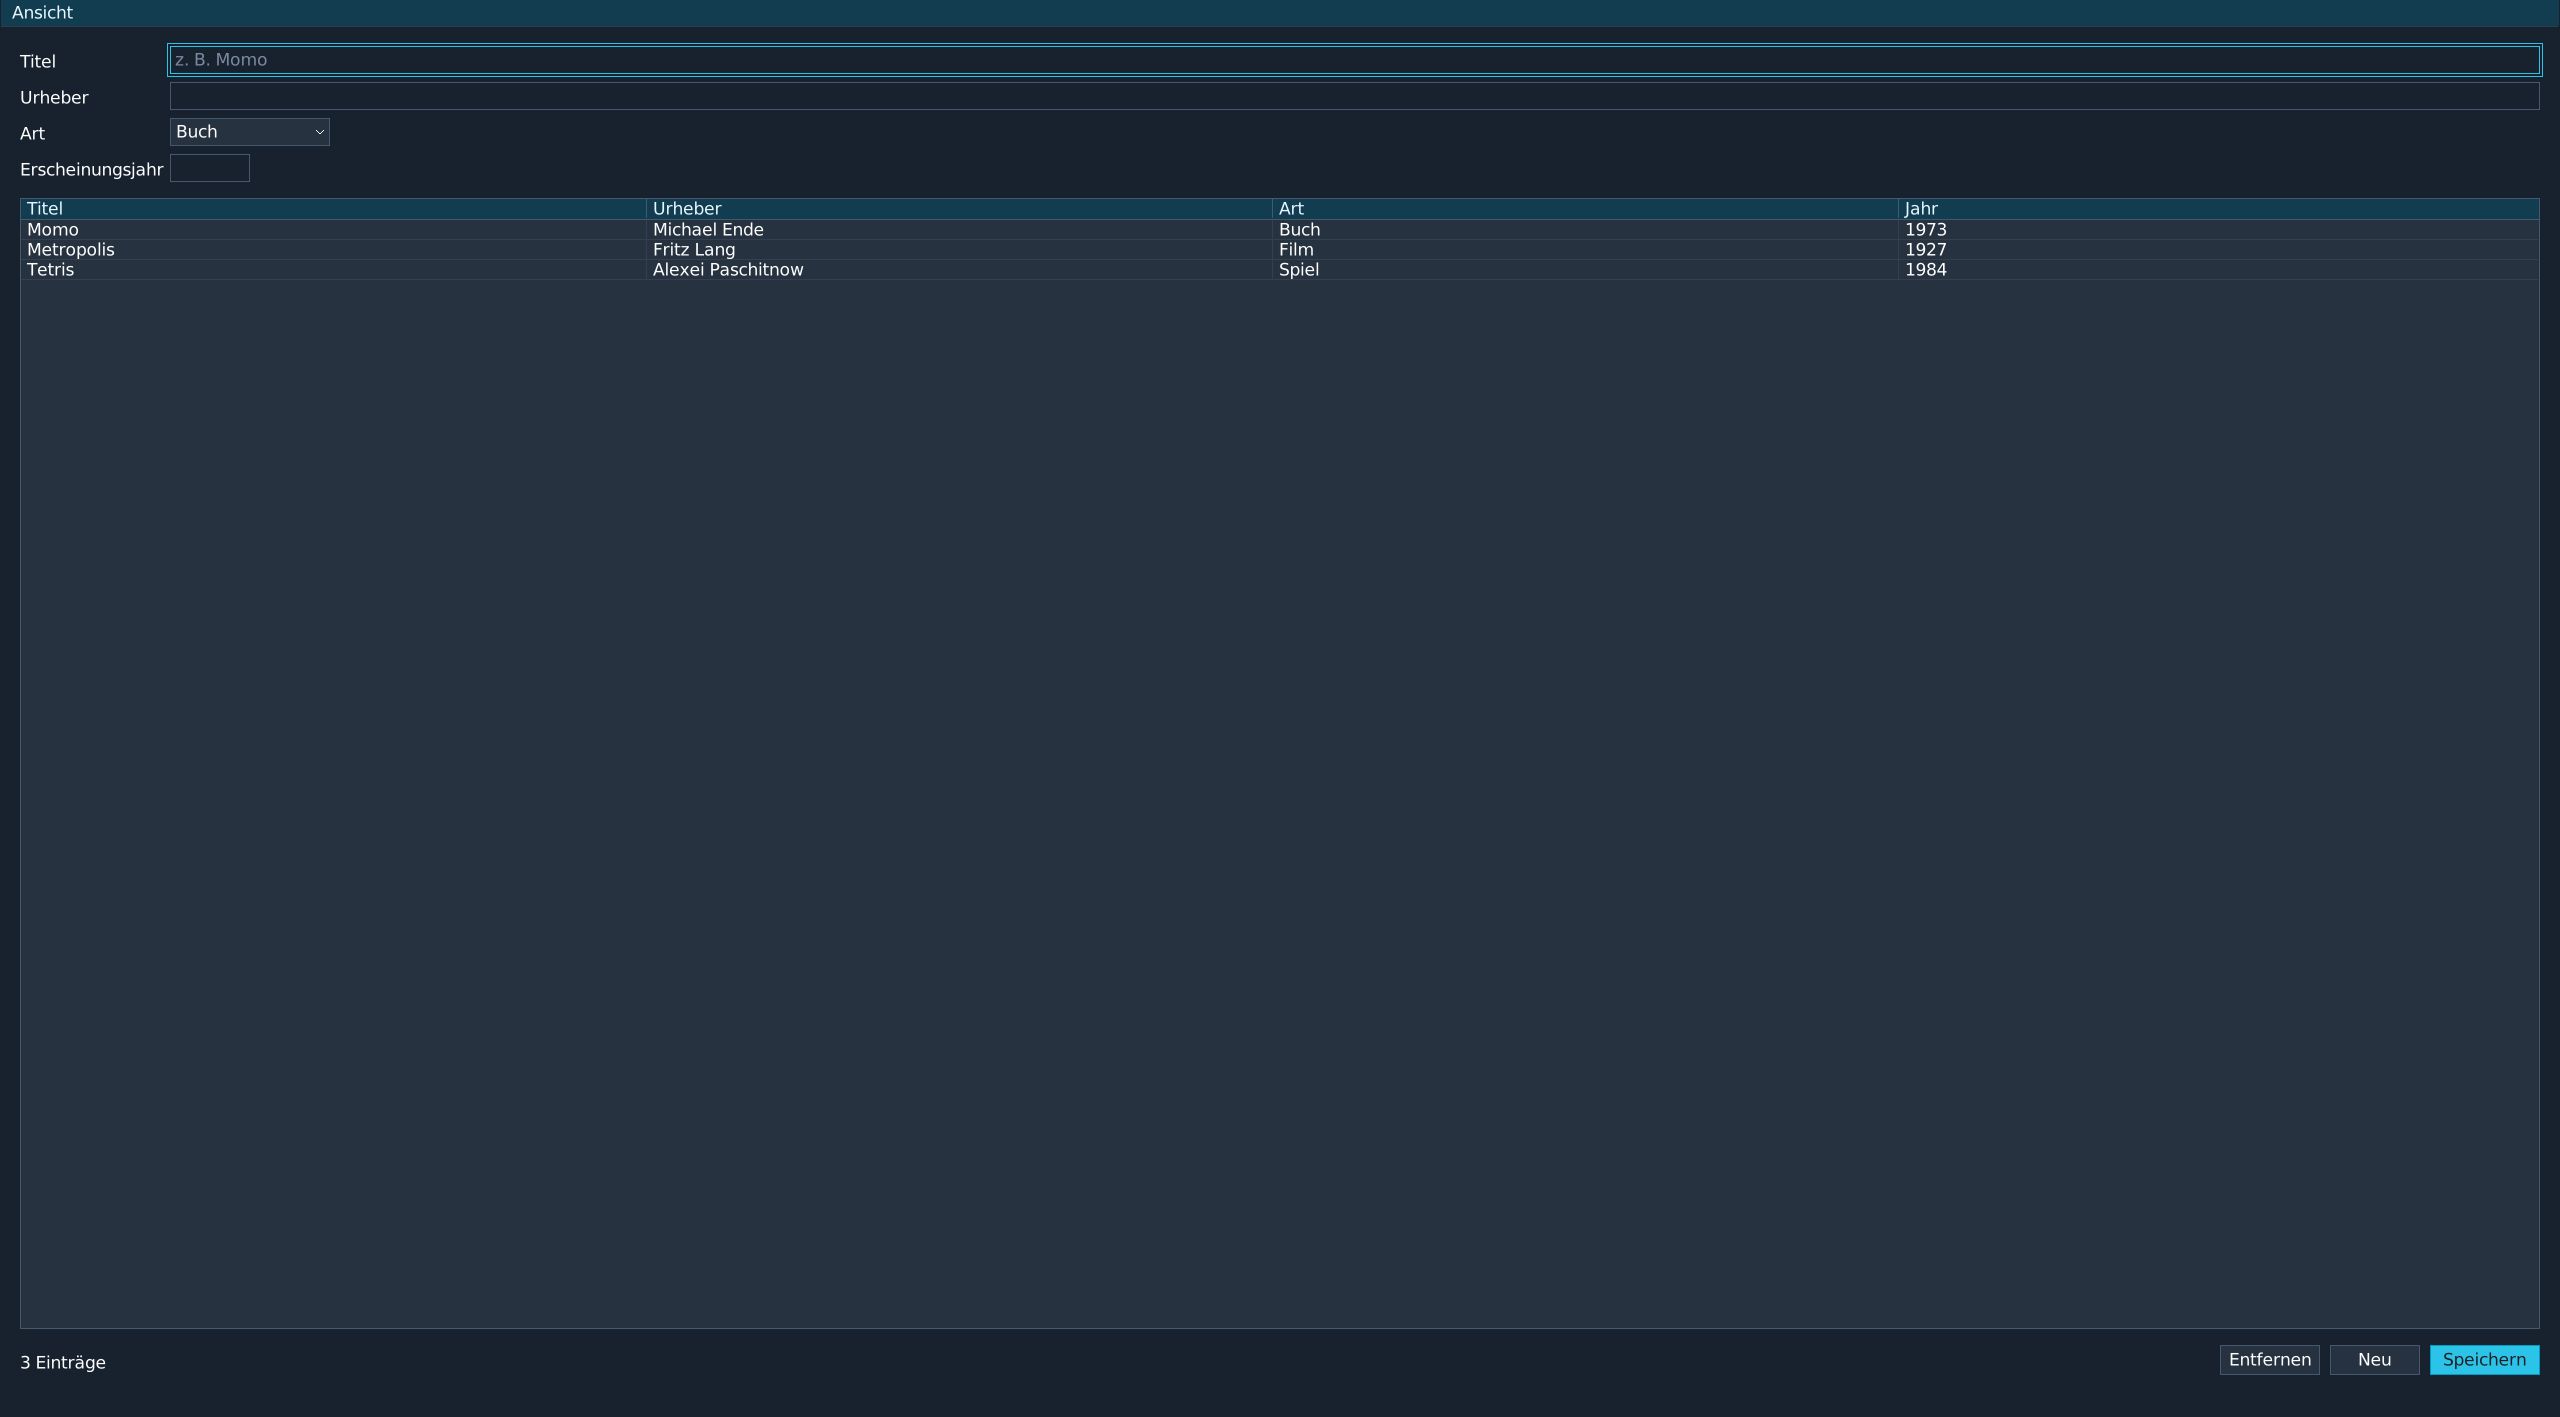 Ansicht
Titel z. B. Momo
Urheber
Art Buch
Erscheinungsjahr
Titel Urheber Art Jahr
Momo Michael Ende Buch 1973
Metropolis Fritz Lang Film 1927
Tetris Alexei Paschitnow Spiel 1984
3 Einträge Entfernen Neu Speichern